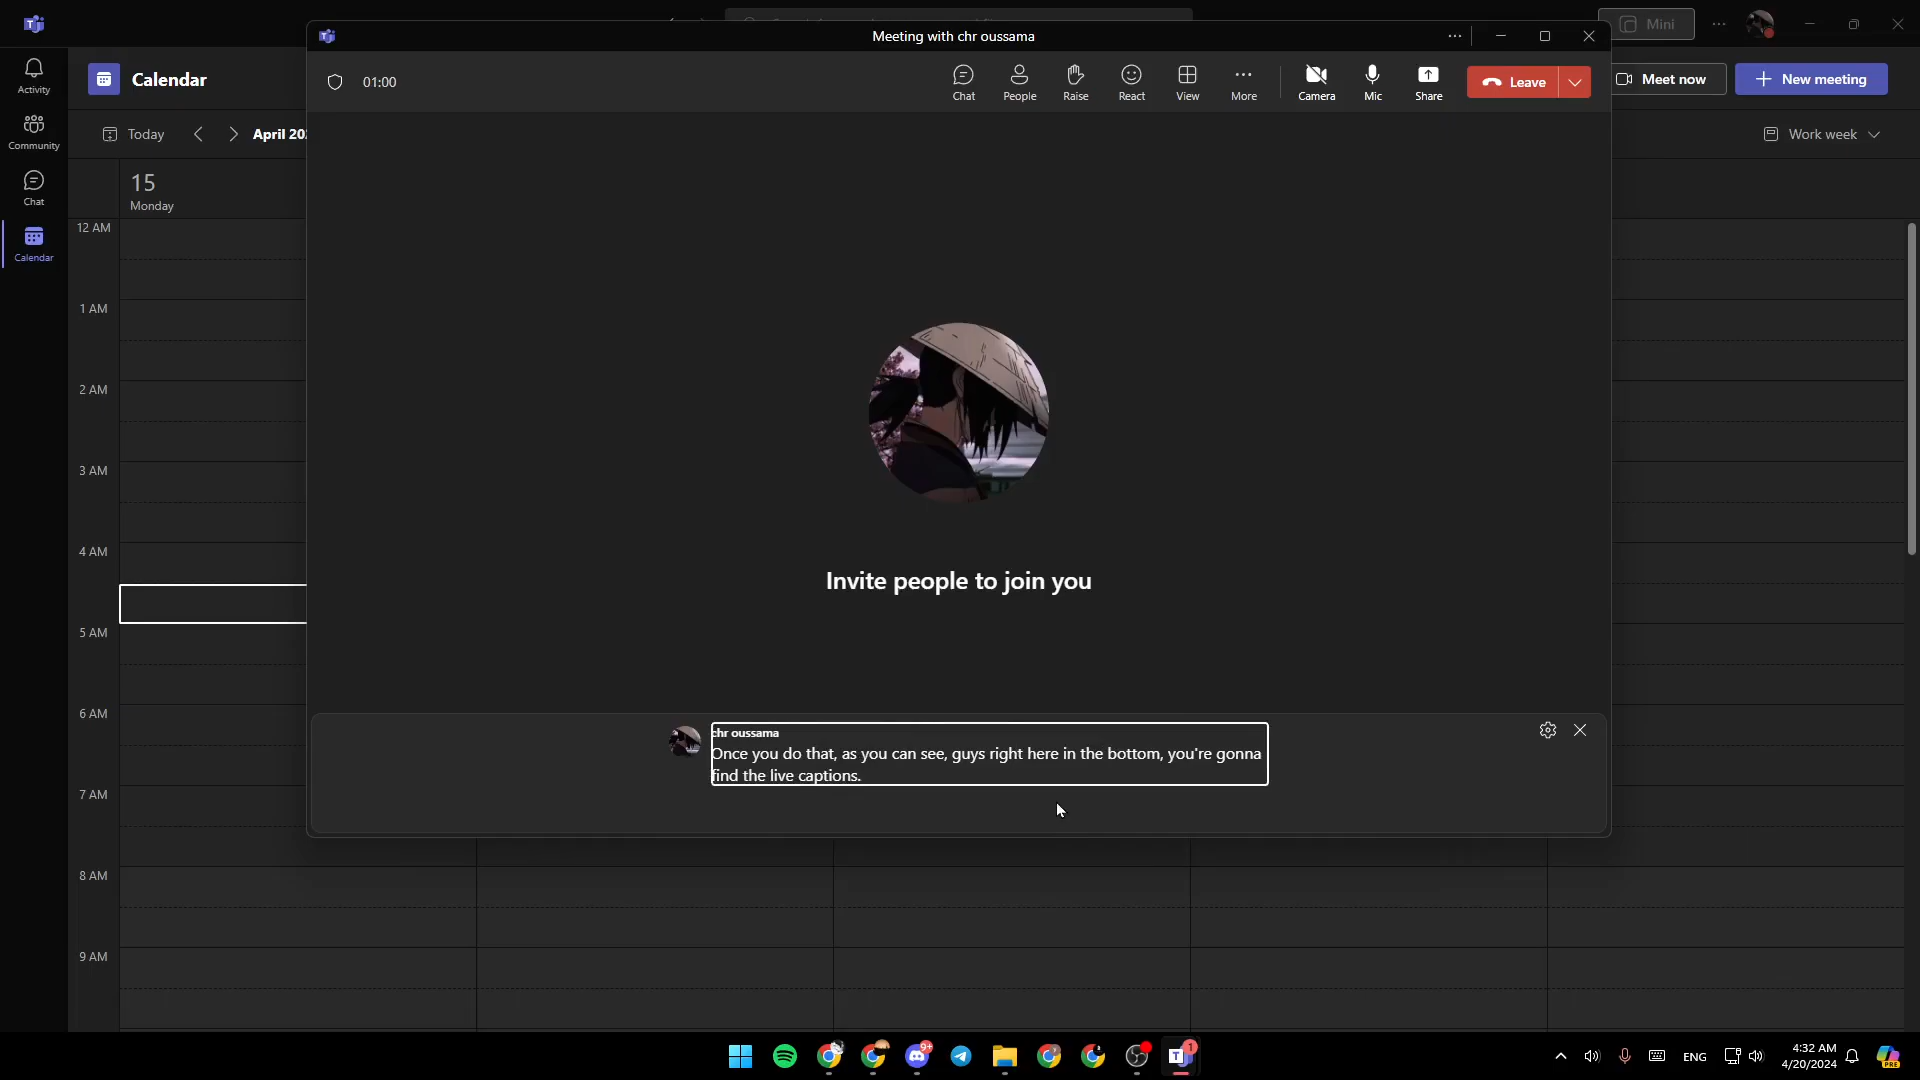 Mini
Meeting with chr oussama
Activity
Calendar
01:00
Chat
People
Raise
React
View
More
Camera
Mic
Share
Leave
Meet now
New meeting
Community
Today
April 20
Work week
Chat
15
Monday
Calendar
12 AM
1 AM
2 AM
3 AM
4 AM
5 AM
6 AM
7 AM
8 AM
9 AM
Invite people to join you
chr oussama
Once you do that, as you can see, guys right here in the bottom, you're gonna
find the live captions.
9+
1
ENG
4:32 AM
4/20/2024
PRE